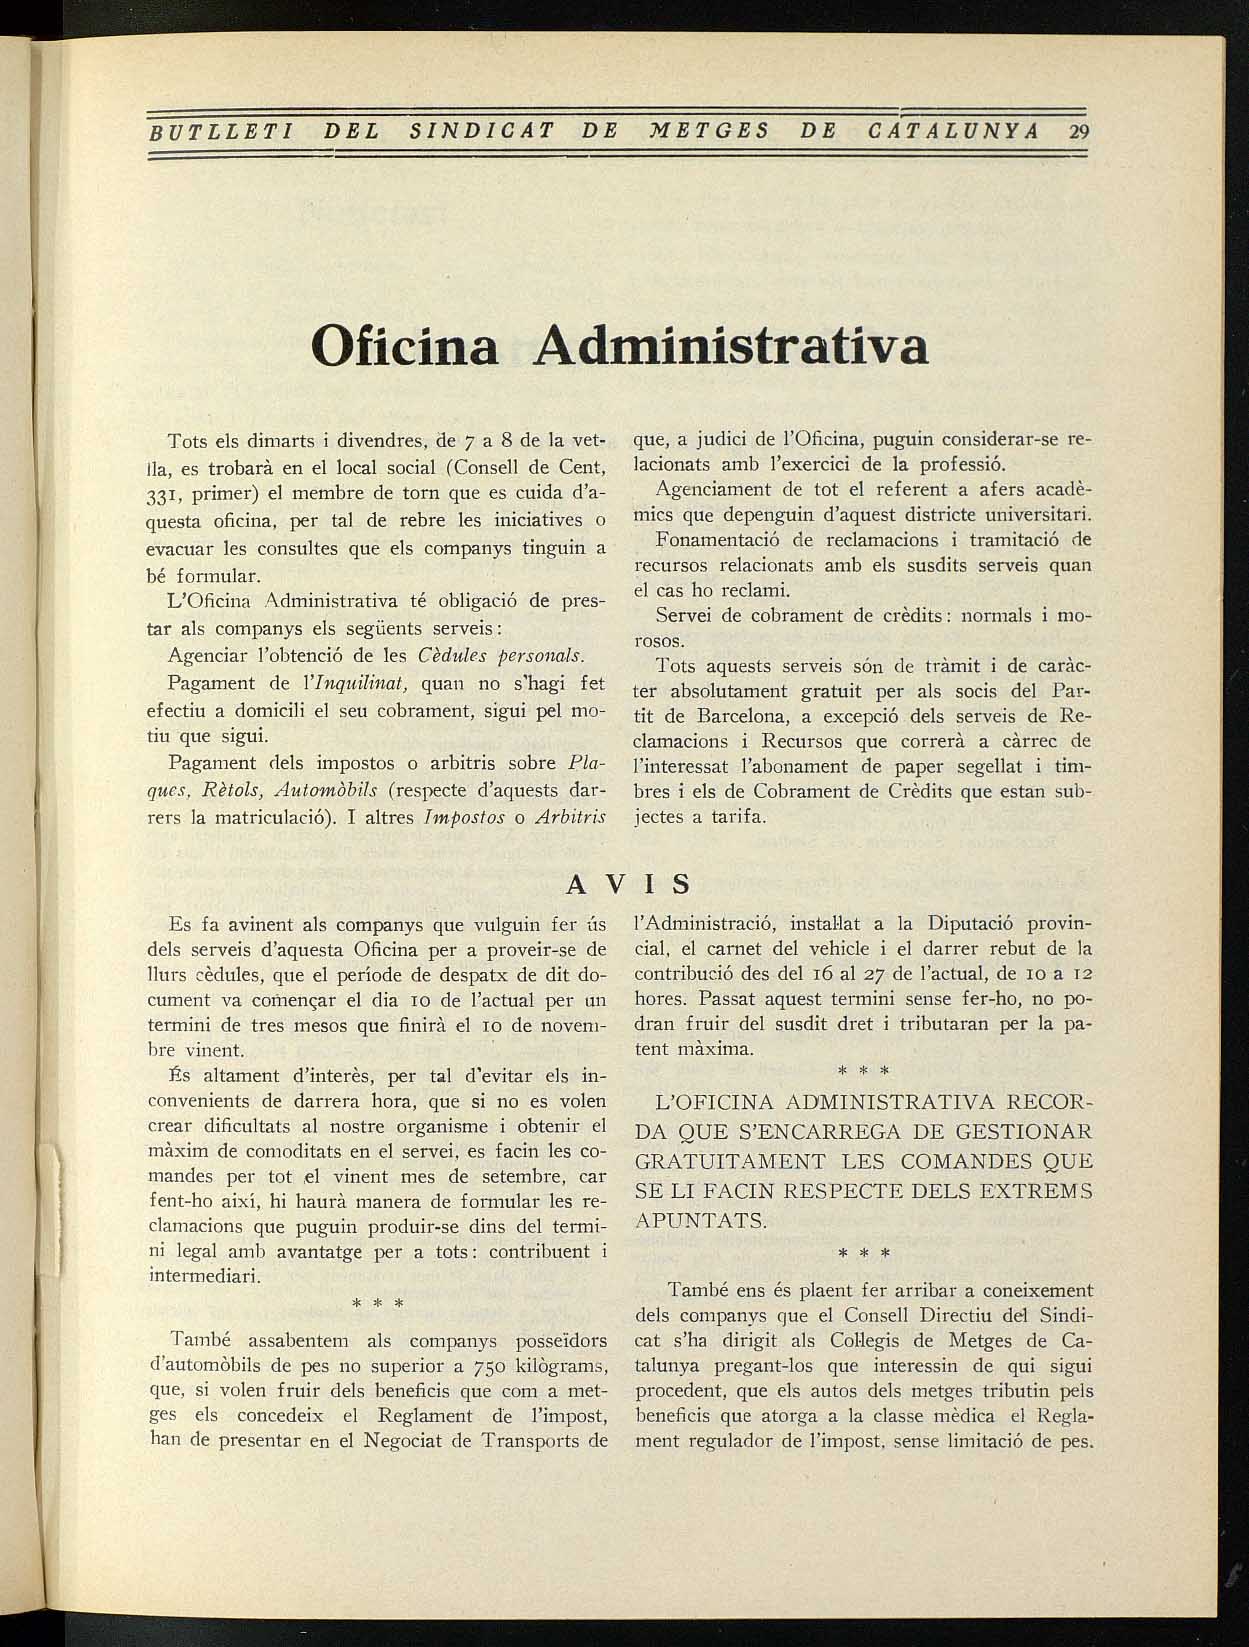 BUTLLETI DEL SINDICAT DE METGES DE CATALUNYA 29
Oficina Administrativa
Tots els dimarts i divendres, de 7 a 8 de la vet-
lla, es trobarà en el local social (Consell de Cent,
331, primer) el membre de torn que es cuida d'a-
questa oficina, per tal de rebre les iniciatives o
evacuar les consultes que els companys tinguin a
bé formular.
L'Oficina Administrativa té obligació de pres-
tar als companys els següents serveis:
Agenciar l'obtenció de les Cèdules personals.
Pagament de l'Inquilinat, quan no s'hagi fet
efectiu a domicili el seu cobrament, sigui pel mo-
tiu que sigui.
Pagament dels impostos o arbitris sobre Pla-
ques, Rètols, Automòbils (respecte d'aquests dar-
rers la matriculació). I altres Impostos o Arbitris
que, a judici de l'Oficina, puguin considerar-se re-
lacionats amb l'exercici de la professió.
Agenciament de tot el referent a afers acadè-
mics que depenguin d'aquest districte universitari.
Fonamentació de reclamacions i tramitació de
recursos relacionats amb els susdits serveis quan
el cas ho reclami.
Servei de cobrament de crèdits: normals i mo-
rosos.
Tots aquests serveis són de tràmit i de caràc-
ter absolutament gratuit per als socis del Par-
tit de Barcelona, a excepció dels serveis de Re-
clamacions i Recursos que correrà a càrrec de
l'interessat l'abonament de paper segellat i tim-
bres i els de Cobrament de Crèdits que estan sub-
jectes a tarifa.
AVIS
Es fa avinent als companys que vulguin fer ús
dels serveis d'aquesta Oficina per a proveir-se de
llurs cèdules, que el període de despatx de dit do-
cument va començar el dia 10 de l'actual per un
termini de tres mesos que finirà el 10 de novem-
bre vinent.
És altament d'interès, per tal d'evitar els in-
convenients de darrera hora, que si no es volen
crear dificultats al nostre organisme i obtenir el
màxim de comoditats en el servei, es facin les co-
mandes per tot el vinent mes de setembre, car
fent-ho així, hi haurà manera de formular les re-
clamacions que puguin produir-se dins del termi-
ni legal amb avantatge per a tots: contribuent i
intermediari.
* * *
També assabentem als companys posseïdors
d'automòbils de pes no superior a 750 kilògrams,
que, si volen fruir dels beneficis que com a met-
ges els concedeix el Reglament de l'impost,
han de presentar en el Negociat de Transports de
l'Administració, instal·lat a la Diputació provin-
cial, el carnet del vehicle i el darrer rebut de la
contribució des del 16 al 27 de l'actual, de 10 a 12
hores. Passat aquest termini sense fer-ho, no po-
dran fruir del susdit dret i tributaran per la pa-
tent màxima.
* * *
L'OFICINA ADMINISTRATIVA RECOR-
DA QUE S'ENCARREGA DE GESTIONAR
GRATUITAMENT LES COMANDES QUE
SE LI FACIN RESPECTE DELS EXTREMS
APUNTATS.
* * *
També ens és plaent fer arribar a coneixement
dels companys que el Consell Directiu del Sindi-
cat s'ha dirigit als Col·legis de Metges de Ca-
talunya pregant-los que interessin de qui sigui
procedent, que els autos dels metges tributin pels
beneficis que atorga a la classe mèdica el Regla-
ment regulador de l'impost, sense limitació de pes.